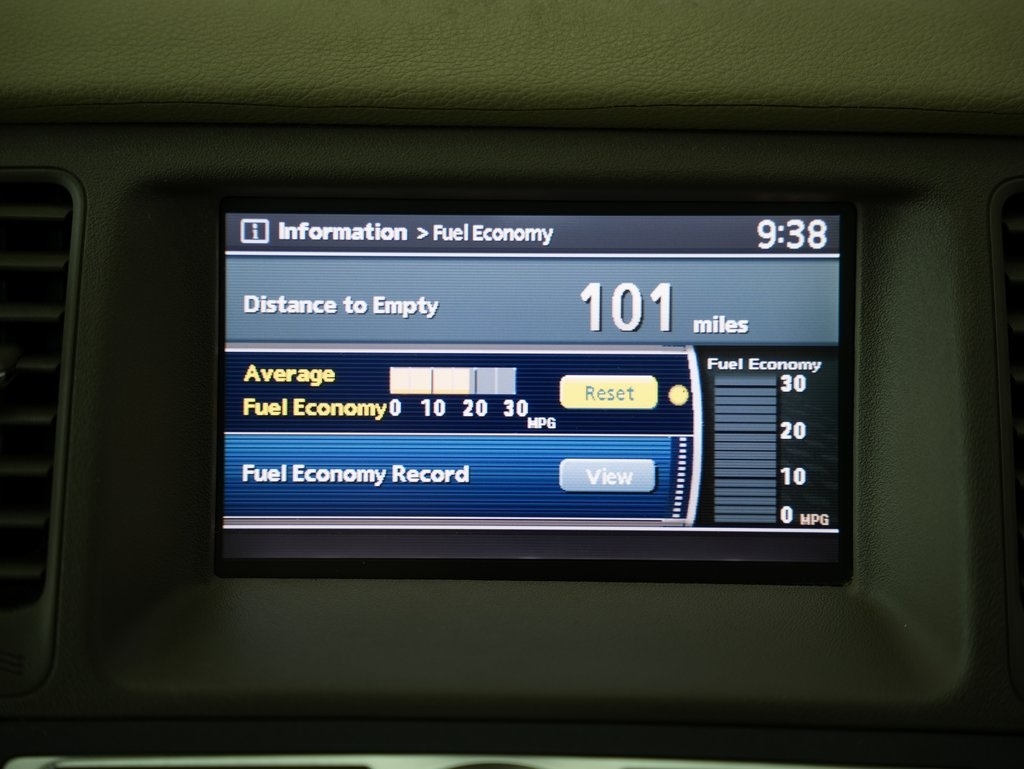 i Information > Fuel Economy 9:38
Distance to Empty 101 miles
Fuel Economy
Average
Reset
Fuel Economy 0 10 20 30 MPG
Fuel Economy Record View
30
20
10
0 MPG